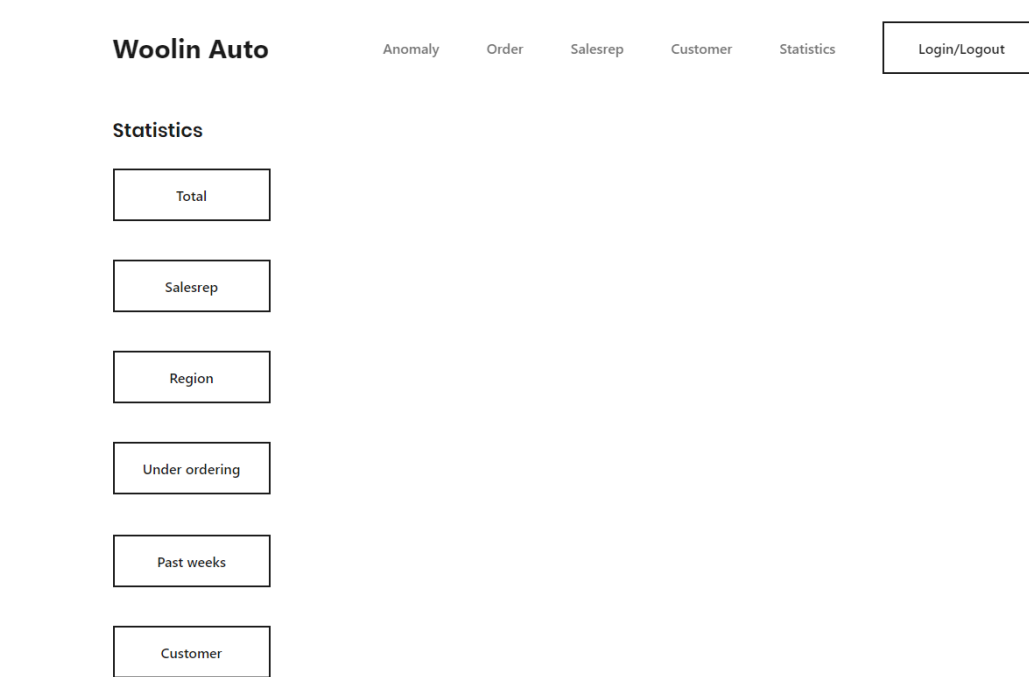 Woolin Auto Anomaly Order Salesrep Customer Statistics Login/Logout
Statistics
Total
Salesrep
Region
Under ordering
Past weeks
Customer